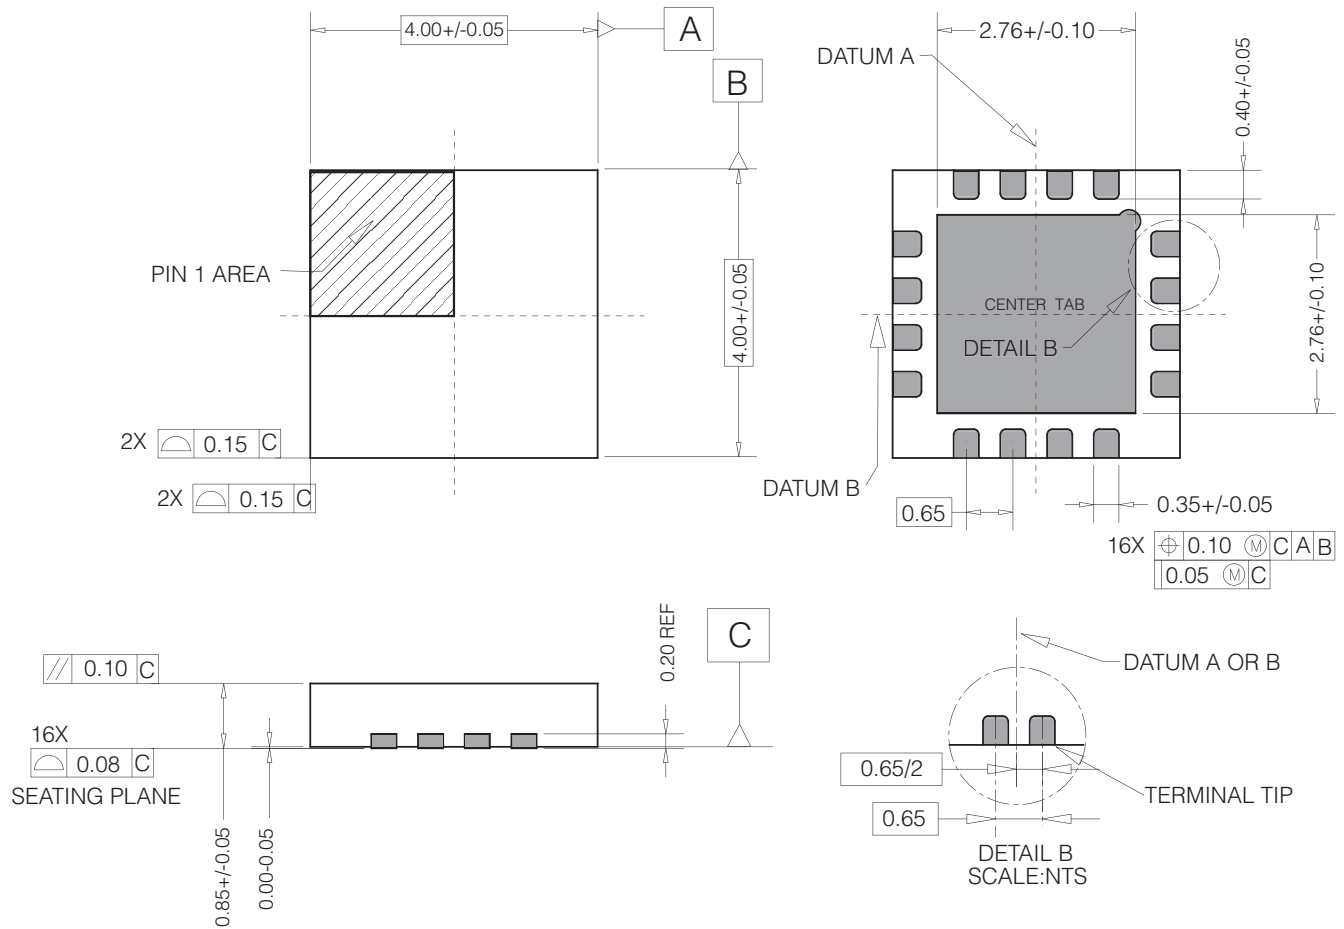 4.00+/-0.05
A
B
PIN 1 AREA
4.00+/-0.05
2X ⌓ 0.15 C
2X ⌓ 0.15 C
2.76+/-0.10
DATUM A
0.40+/-0.05
CENTER TAB
DETAIL B
2.76+/-0.10
DATUM B
0.65
0.35+/-0.05
16X ⌖ 0.10 Ⓜ C A B
0.05 Ⓜ C
// 0.10 C
16X
⌓ 0.08 C
SEATING PLANE
0.85+/-0.05
0.00-0.05
0.20 REF
C
DATUM A OR B
0.65/2
TERMINAL TIP
0.65
DETAIL B
SCALE:NTS